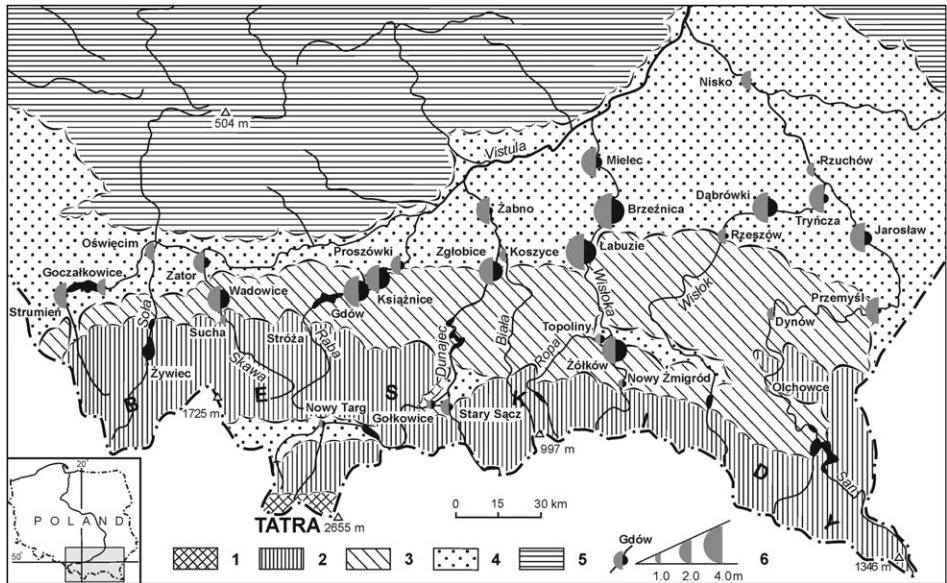 Nisko
504 m
Vistula
Mielec
Rzuchów
Żabno
Brzeźnica
Dąbrówki
Tryńcza
Oświęcim
Proszówki
Zgłobice
Koszyce
Łabuzie
Rzeszów
Jarosław
Goczałkowice
Zator
Wadowice
Książnice
Wisłoka
Wisłok
Przemyśl
Strumień
Soła
Gdów
Dynów
Sucha
Stróża
Raba
Dunajec
Biała
Ropa
Topoliny
Skawa
Żółków
Żywiec
Nowy Żmigród
Olchowce
B E S K I D Y
1725 m
Nowy Targ
Gołkowice
Stary Sącz
997 m
San
20°
POLAND
50°
TATRA
2655 m
0 15 30 km
Gdów
1 2 3 4 5 6
1.0 2.0 4.0m
1346 m